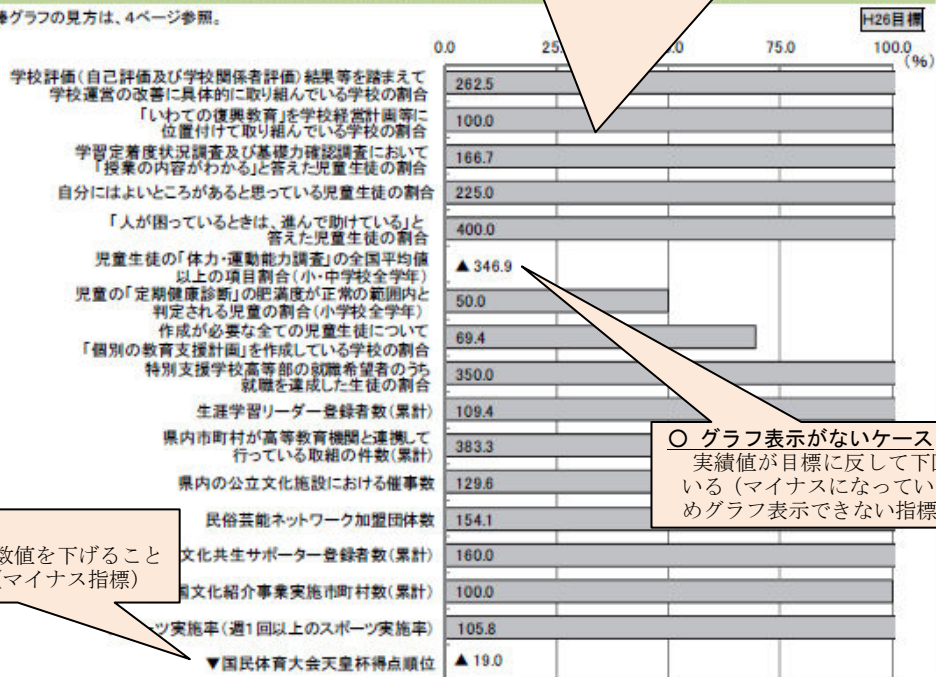 棒グラフの見方は、4ページ参照。
H26目標
0.0 25 .0 75.0 100.0
(%)
学校評価(自己評価及び学校関係者評価)結果等を踏まえて
学校運営の改善に具体的に取り組んでいる学校の割合
262.5
「いわての復興教育」を学校経営計画等に
位置付けて取り組んでいる学校の割合
100.0
学習定着度状況調査及び基礎力確認調査において
「授業の内容がわかる」と答えた児童生徒の割合
166.7
自分にはよいところがあると思っている児童生徒の割合
225.0
「人が困っているときは、進んで助けている」と
答えた児童生徒の割合
400.0
児童生徒の「体力・運動能力調査」の全国平均値
以上の項目割合(小・中学校全学年)
▲ 346.9
児童の「定期健康診断」の肥満度が正常の範囲内と
判定される児童の割合(小学校全学年)
50.0
作成が必要な全ての児童生徒について
「個別の教育支援計画」を作成している学校の割合
69.4
特別支援学校高等部の就職希望者のうち
就職を達成した生徒の割合
350.0
生涯学習リーダー登録者数(累計)
109.4
県内市町村が高等教育機関と連携して
行っている取組の件数(累計)
383.3
県内の公立文化施設における催事数
129.6
民俗芸能ネットワーク加盟団体数
154.1
文化共生サポーター登録者数(累計)
160.0
国文化紹介事業実施市町村数(累計)
100.0
ーツ実施率(週1回以上のスポーツ実施率)
105.8
▼国民体育大会天皇杯得点順位
▲ 19.0
○ グラフ表示がないケース
実績値が目標に反して下回
いる(マイナスになってい
めグラフ表示できない指標
数値を下げること
(マイナス指標)